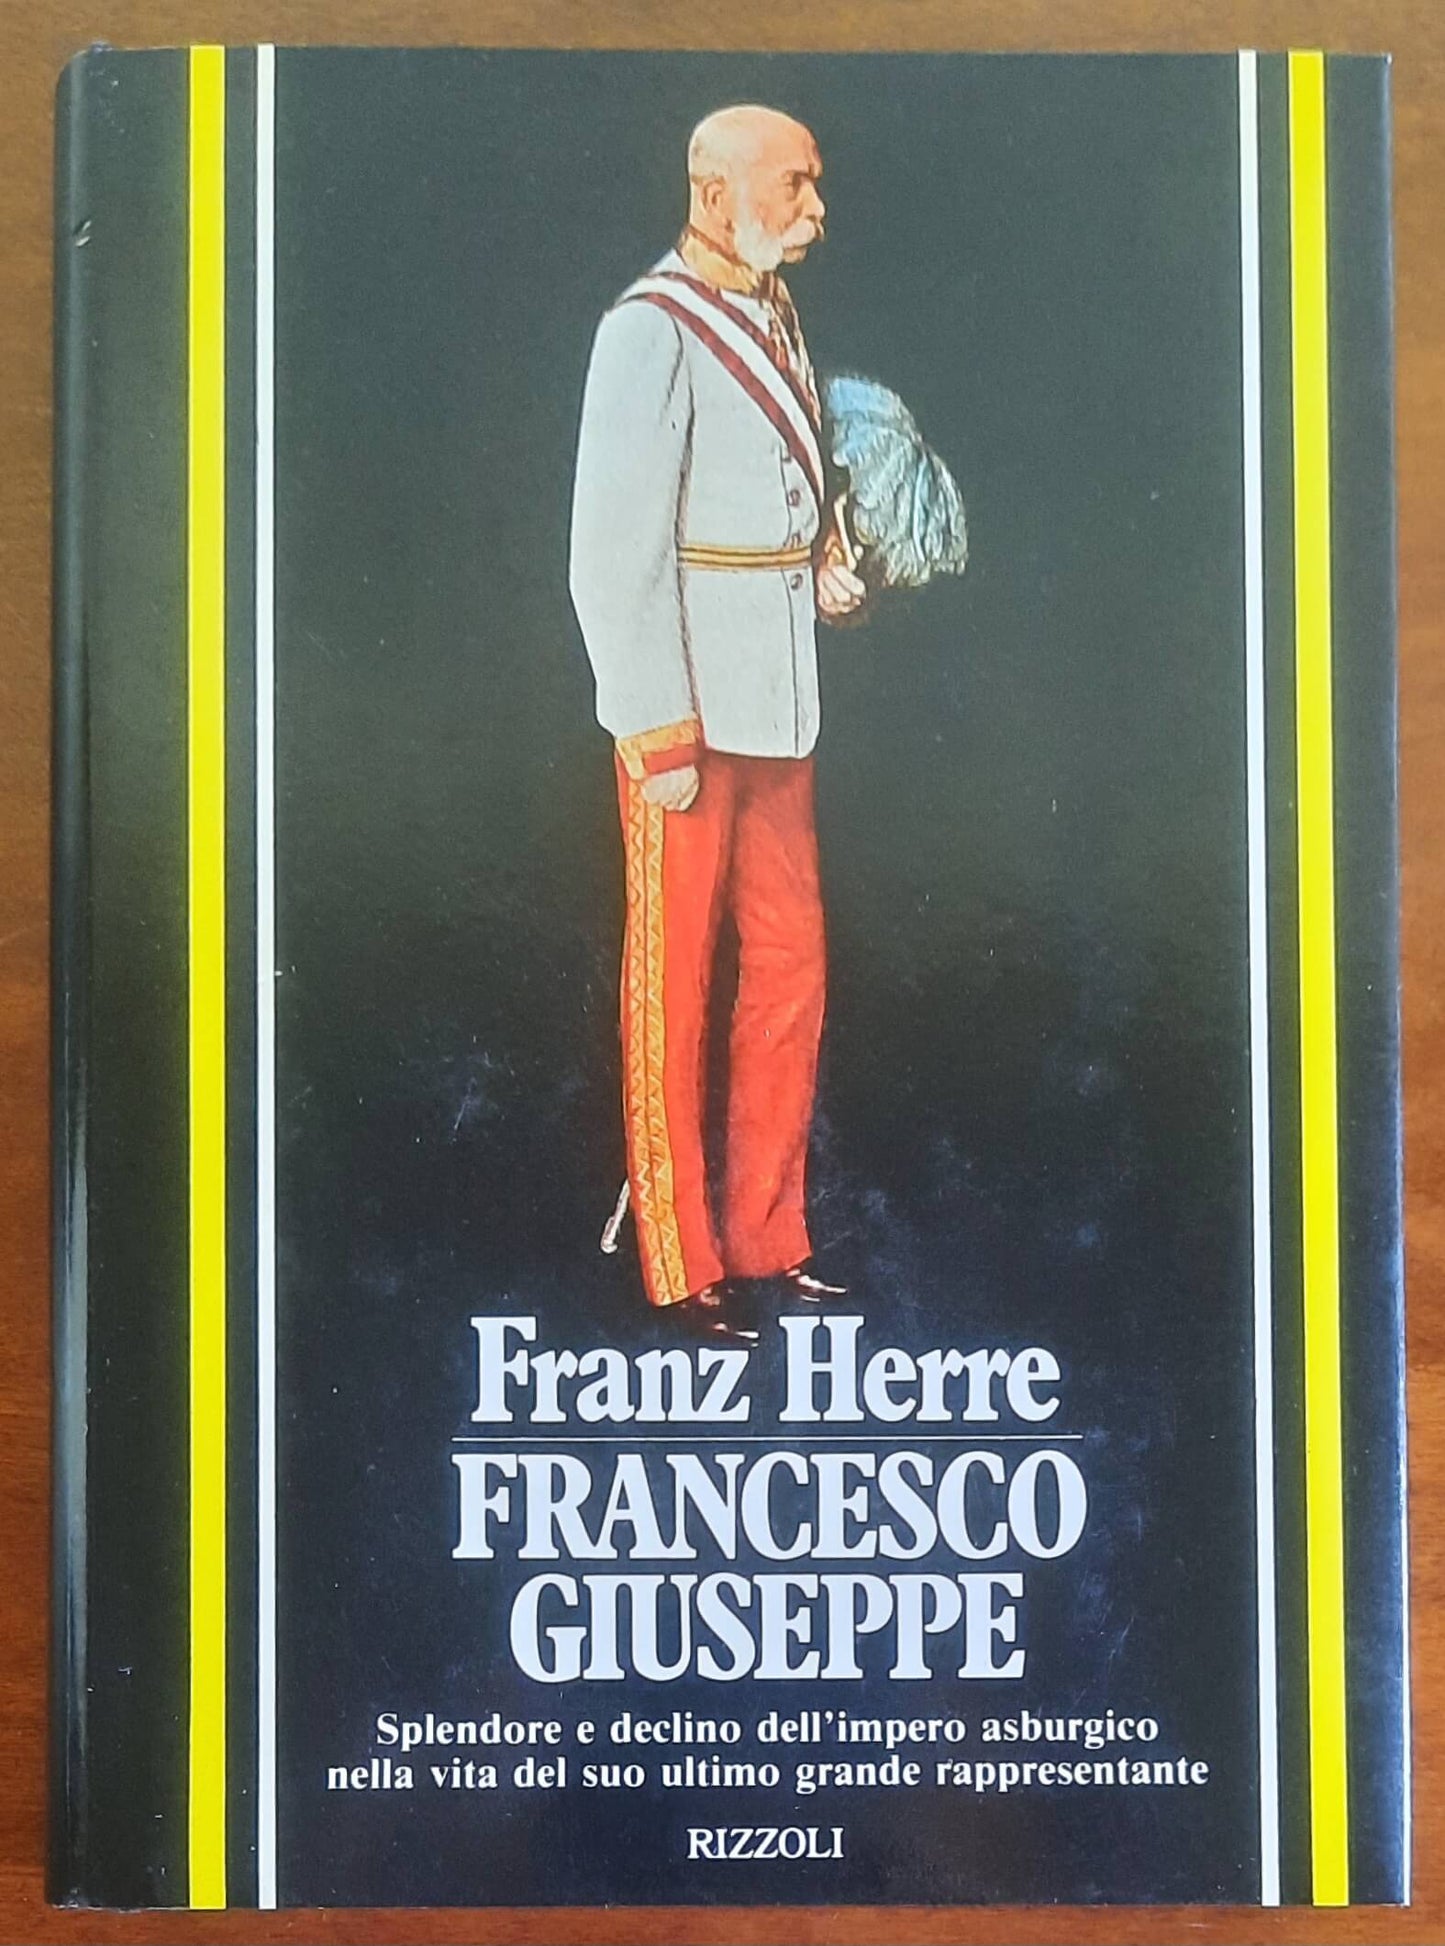 Franz Herre
FRANCESCO
GIUSEPPE
Splendore e declino dell'impero asburgico
nella vita del suo ultimo grande rappresentante
RIZZOLI